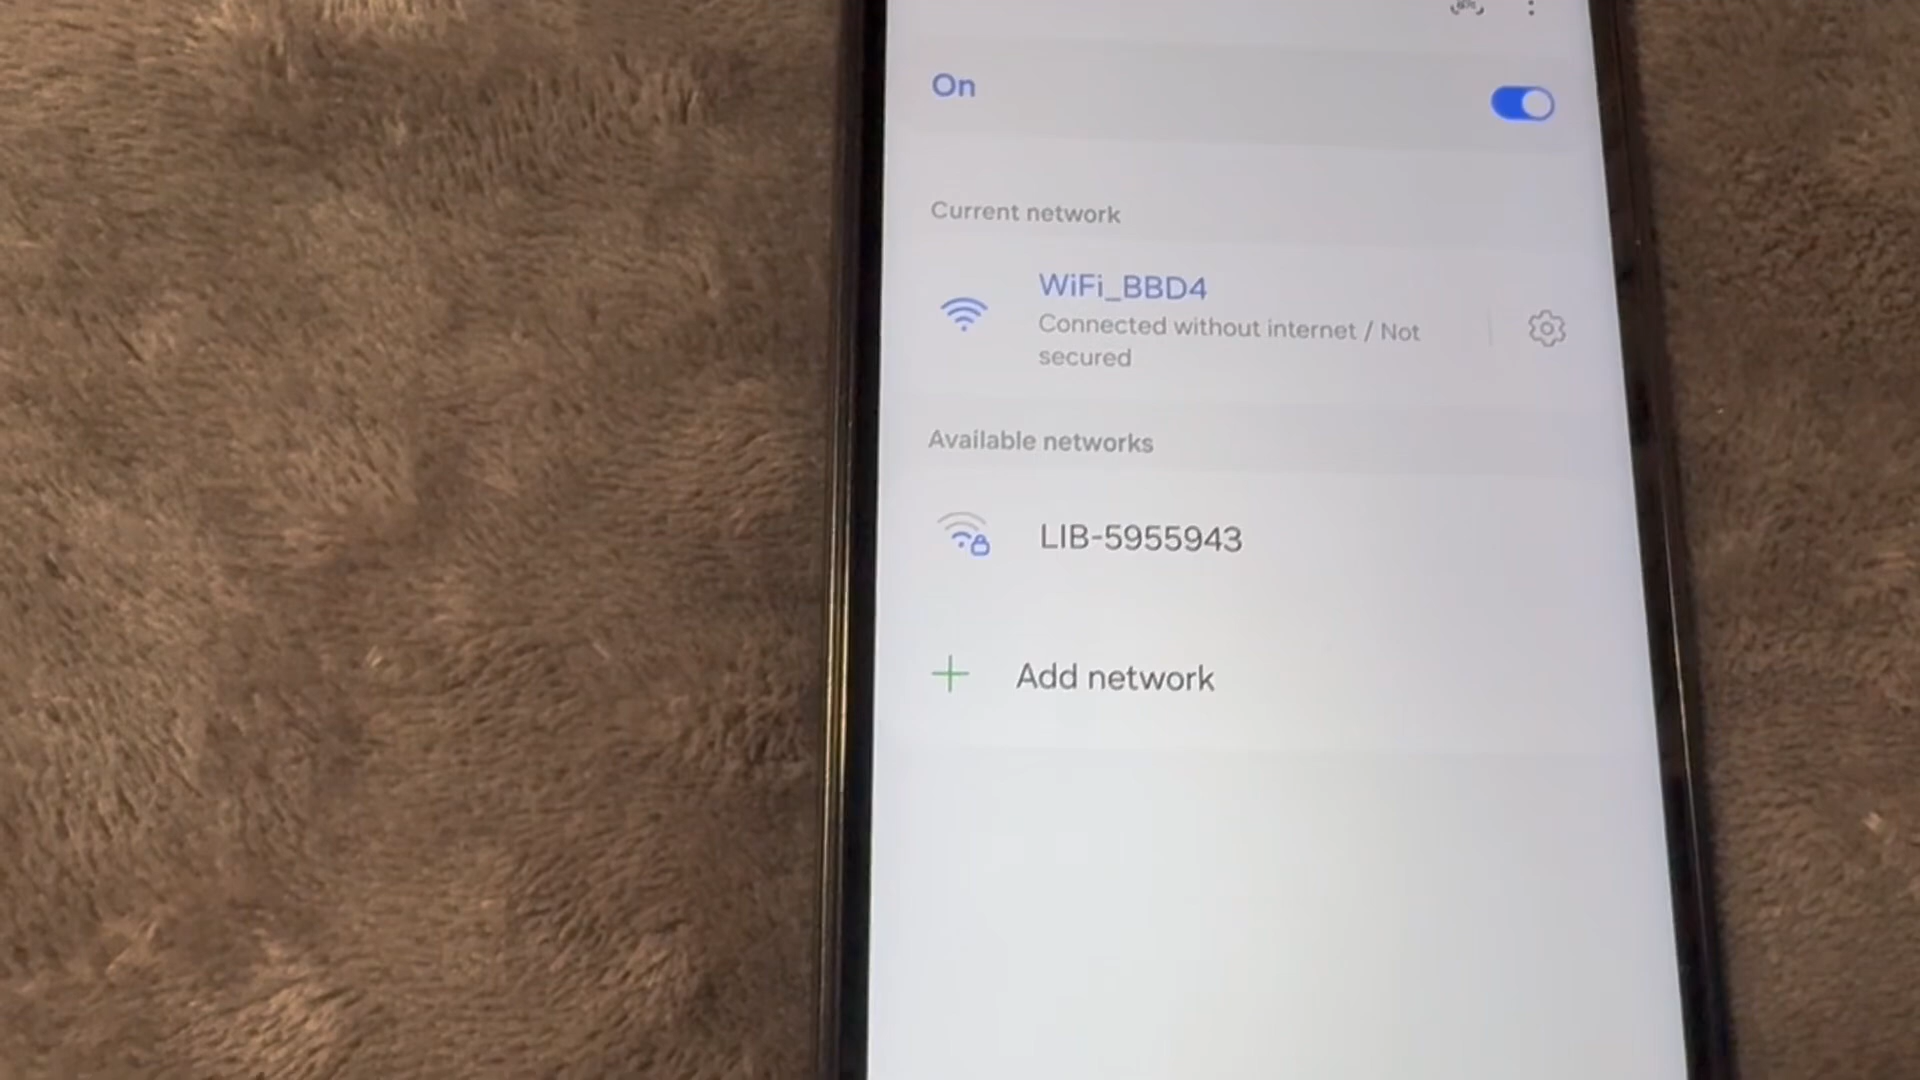 On
Current network
WiFi_BBD4
Connected without internet / Not
secured
Available networks
LIB-5955943
Add network